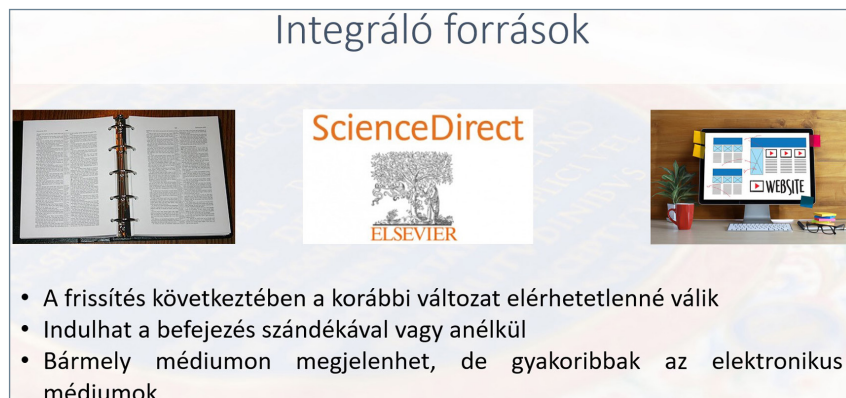 Integráló források
ScienceDirect
ELSEVIER
WEBSITE
• A frissítés következtében a korábbi változat elérhetetlenné válik
• Indulhat a befejezés szándékával vagy anélkül
• Bármely médiumon megjelenhet, de gyakoribbak az elektronikus
médiumok